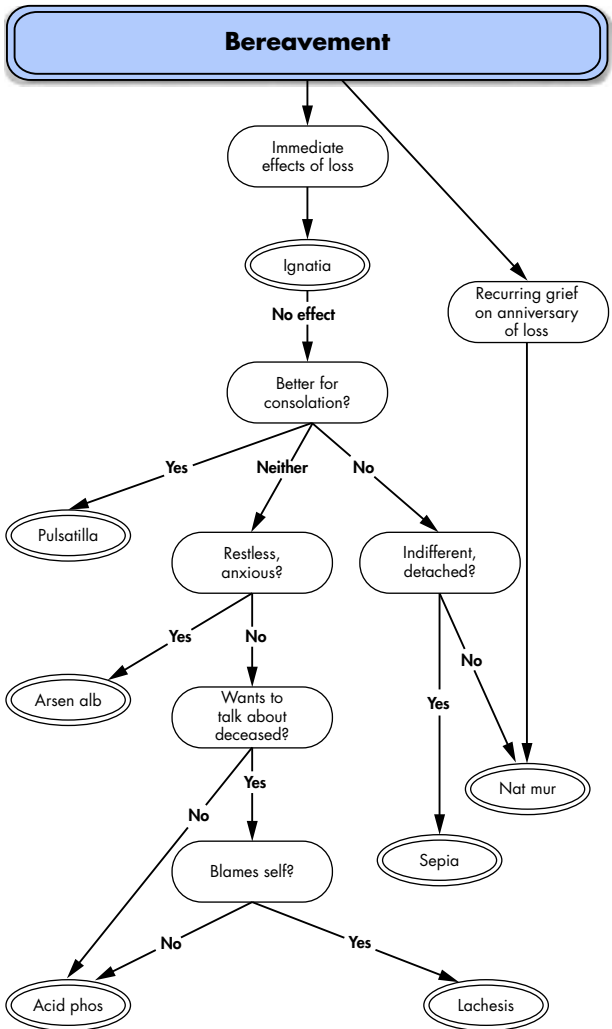 Bereavement
Immediate
effects of loss
Ignatia
Recurring grief
on anniversary
of loss
No effect
Better for
consolation?
Yes
Neither
No
Pulsatilla
Restless,
anxious?
Indifferent,
detached?
Yes
No
No
Arsen alb
Wants to
talk about
deceased?
Yes
Yes
Nat mur
No
Blames self?
Sepia
No
Yes
Acid phos
Lachesis